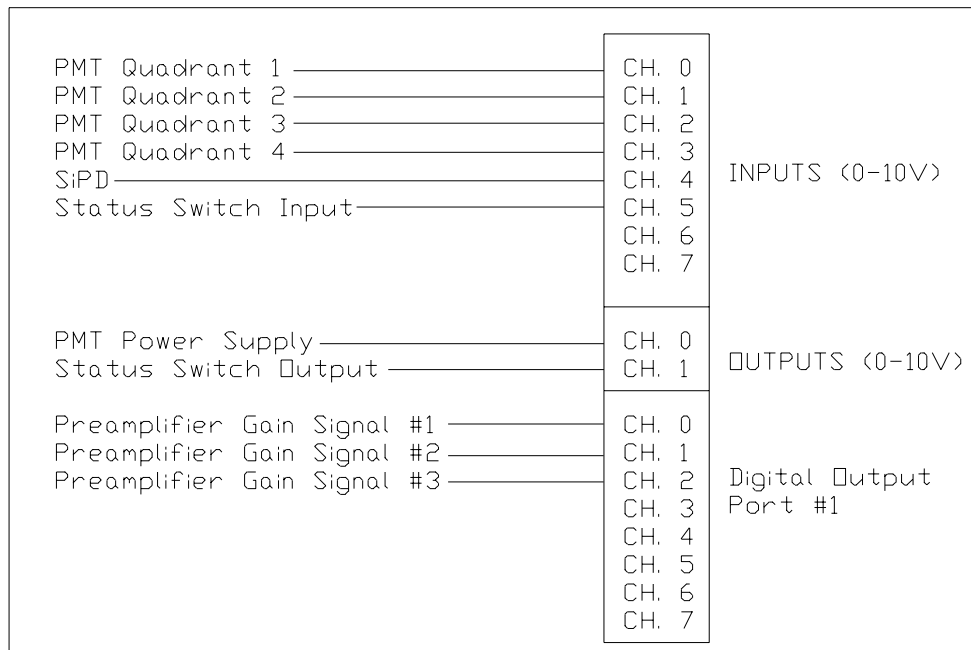 PMT Quadrant 1 CH. 0
PMT Quadrant 2 CH. 1
PMT Quadrant 3 CH. 2
PMT Quadrant 4 CH. 3
SiPD CH. 4
INPUTS (0-10V)
Status Switch Input CH. 5
CH. 6
CH. 7
PMT Power Supply CH. 0
Status Switch Output CH. 1
OUTPUTS (0-10V)
Preamplifier Gain Signal #1 CH. 0
Preamplifier Gain Signal #2 CH. 1
Preamplifier Gain Signal #3 CH. 2
Digital Output
Port #1
CH. 3
CH. 4
CH. 5
CH. 6
CH. 7